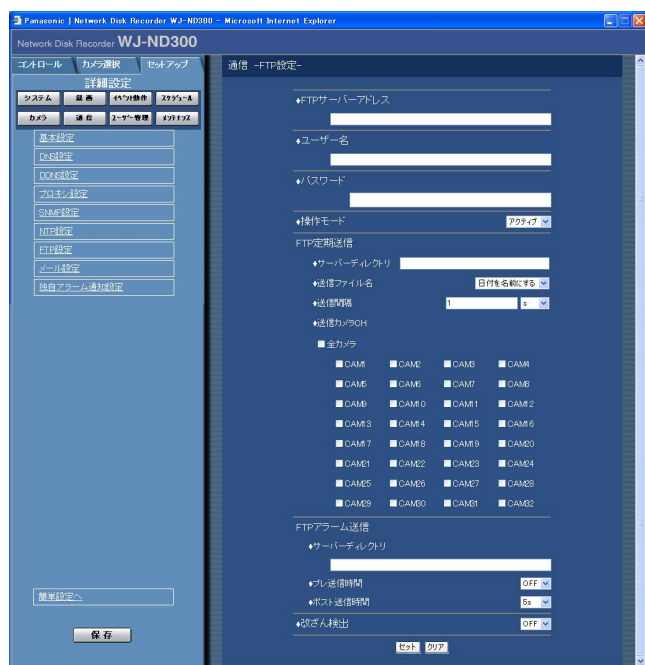 Panasonic | Network Disk Recorder WJ-ND300 - Microsoft Internet Explorer
Network Disk Recorder WJ-ND300
コントロール カメラ選択 セットアップ
詳細設定
システム 録画 イベント動作 スケジュール
カメラ 通信 ユーザー管理 メンテナンス
基本設定
DNS設定
DDNS設定
プロキシ設定
SNMP設定
NTP設定
FTP設定
メール設定
独自アラーム通知設定
簡単設定へ
保存
通信 -FTP設定-
♦FTPサーバーアドレス
♦ユーザー名
♦パスワード
♦操作モード アクティブ
FTP定期送信
♦サーバーディレクトリ
♦送信ファイル名 日付を名前にする
♦送信間隔 1 s
♦送信カメラCH
全カメラ
CAM1 CAM2 CAM3 CAM4
CAM5 CAM6 CAM7 CAM8
CAM9 CAM10 CAM11 CAM12
CAM13 CAM14 CAM15 CAM16
CAM17 CAM18 CAM19 CAM20
CAM21 CAM22 CAM23 CAM24
CAM25 CAM26 CAM27 CAM28
CAM29 CAM30 CAM31 CAM32
FTPアラーム送信
♦サーバーディレクトリ
♦プレ送信時間 OFF
♦ポスト送信時間 5s
♦改ざん検出 OFF
セット クリア